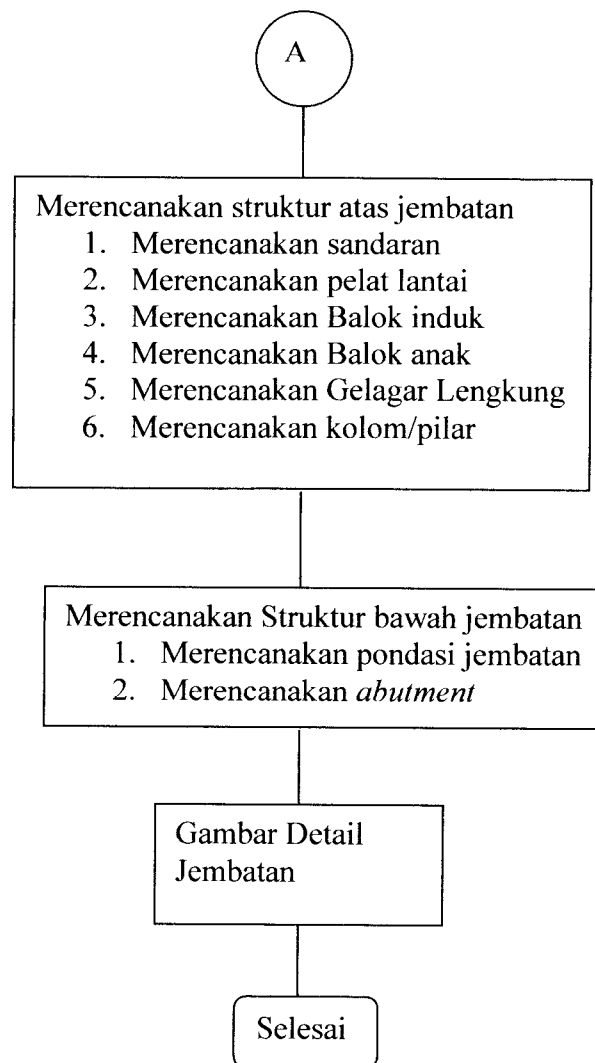 A
Merencanakan struktur atas jembatan
1. Merencanakan sandaran
2. Merencanakan pelat lantai
3. Merencanakan Balok induk
4. Merencanakan Balok anak
5. Merencanakan Gelagar Lengkung
6. Merencanakan kolom/pilar
Merencanakan Struktur bawah jembatan
1. Merencanakan pondasi jembatan
2. Merencanakan abutment
Gambar Detail
Jembatan
Selesai